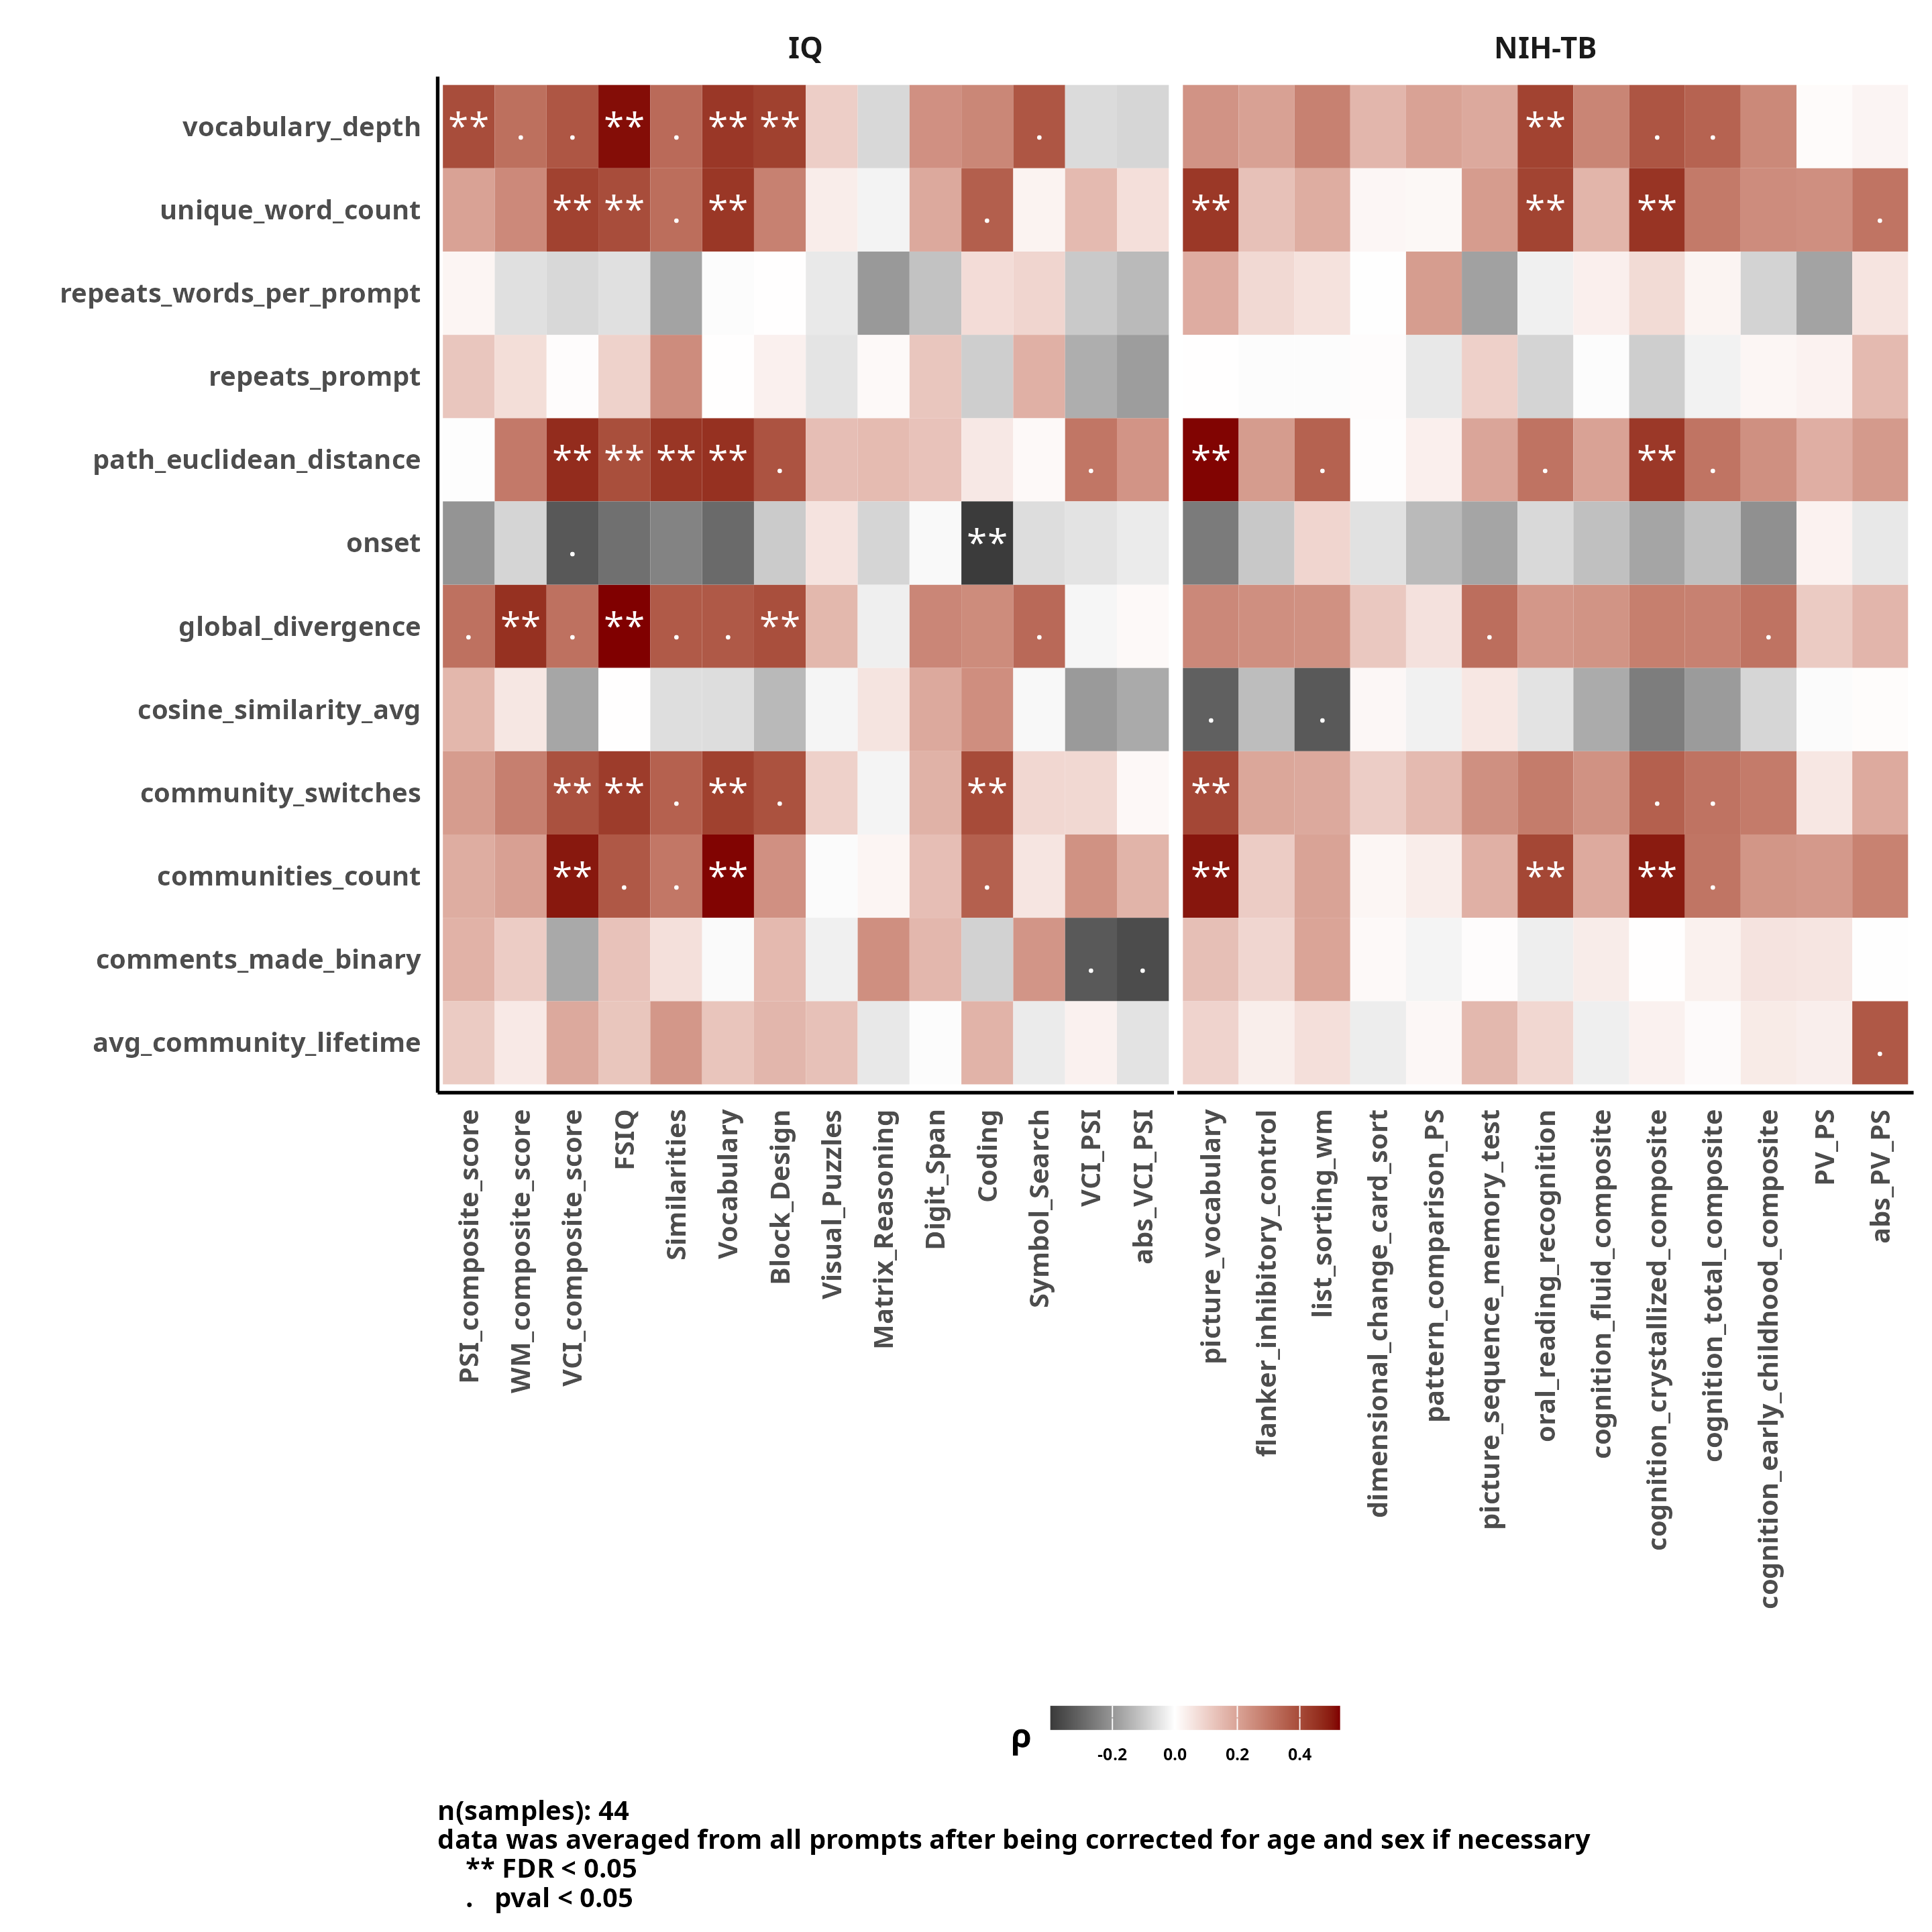 IQ NIH-TB
vocabulary_depth ** . . ** . ** ** . ** . .
unique_word_count ** ** . ** . ** ** ** .
repeats_words_per_prompt
repeats_prompt
path_euclidean_distance ** ** ** ** . . ** . . ** .
onset . **
global_divergence . ** . ** . . ** . . .
cosine_similarity_avg . .
community_switches ** ** . ** . ** ** . .
communities_count ** . . ** . ** ** ** .
comments_made_binary . .
avg_community_lifetime .
PSI_composite_score
WM_composite_score
VCI_composite_score
FSIQ
Similarities
Vocabulary
Block_Design
Visual_Puzzles
Matrix_Reasoning
Digit_Span
Coding
Symbol_Search
VCI_PSI
abs_VCI_PSI
picture_vocabulary
flanker_inhibitory_control
list_sorting_wm
dimensional_change_card_sort
pattern_comparison_PS
picture_sequence_memory_test
oral_reading_recognition
cognition_fluid_composite
cognition_crystallized_composite
cognition_total_composite
cognition_early_childhood_composite
PV_PS
abs_PV_PS
ρ
-0.2 0.0 0.2 0.4
n(samples): 44
data was averaged from all prompts after being corrected for age and sex if necessary
** FDR < 0.05
. pval < 0.05